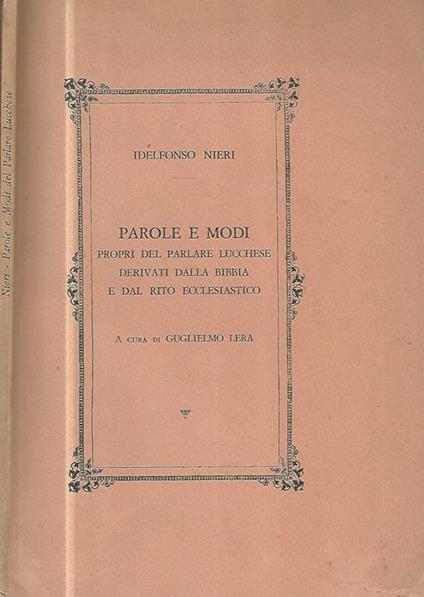 Nieri - Parole e Modi del Parlare Lucchese
IDELFONSO NIERI
PAROLE E MODI
PROPRI DEL PARLARE LUCCHESE
DERIVATI DALLA BIBBIA
E DAL RITO ECCLESIASTICO
A CURA DI GUGLIELMO LERA